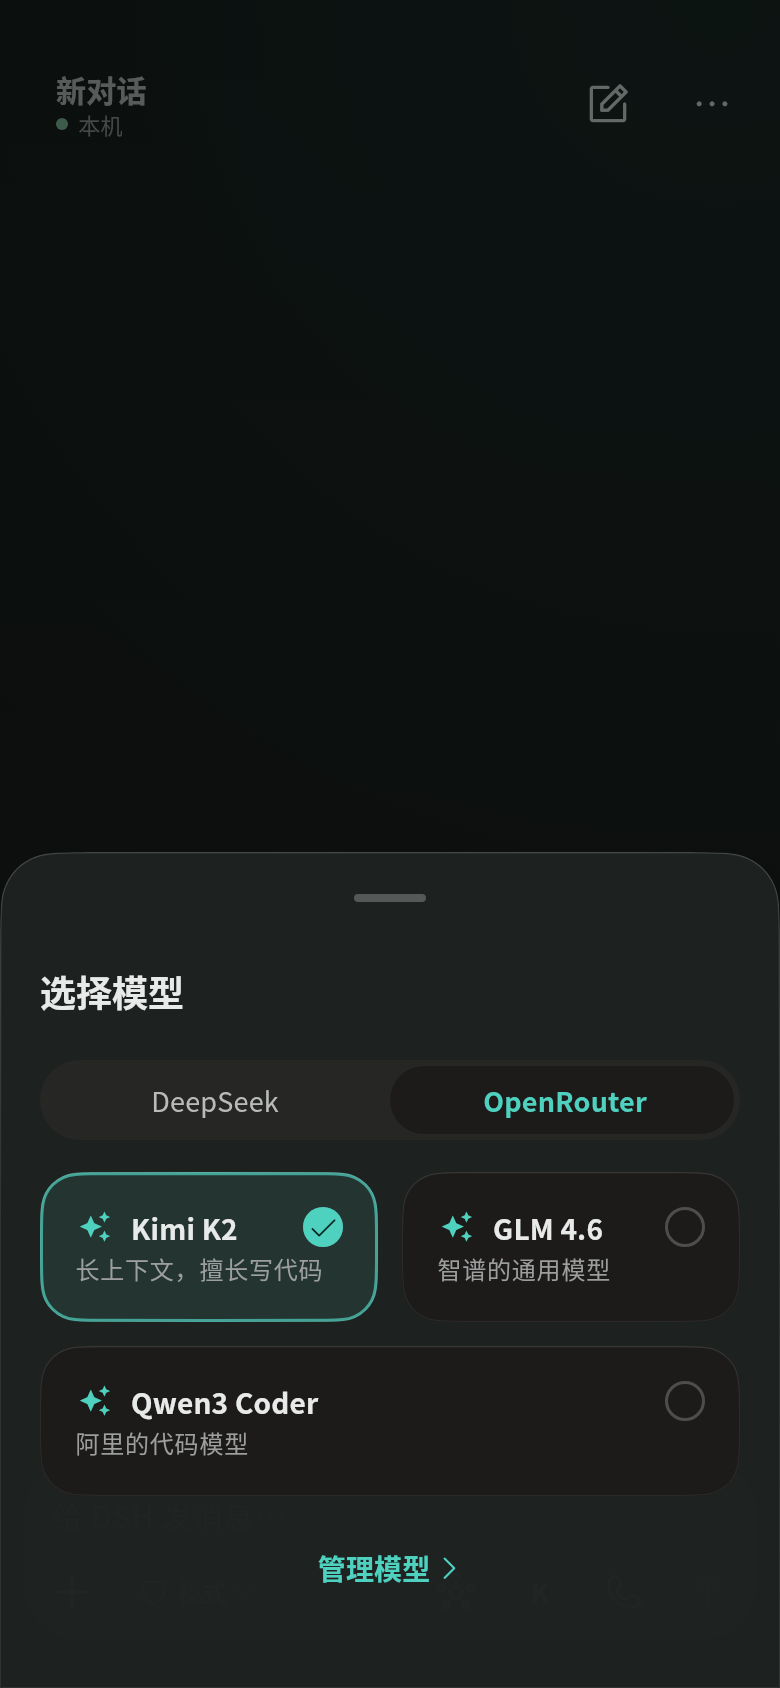 新对话
本机
选择模型
DeepSeek
OpenRouter
Kimi K2
长上下文，擅长写代码
GLM 4.6
智谱的通用模型
Qwen3 Coder
阿里的代码模型
管理模型